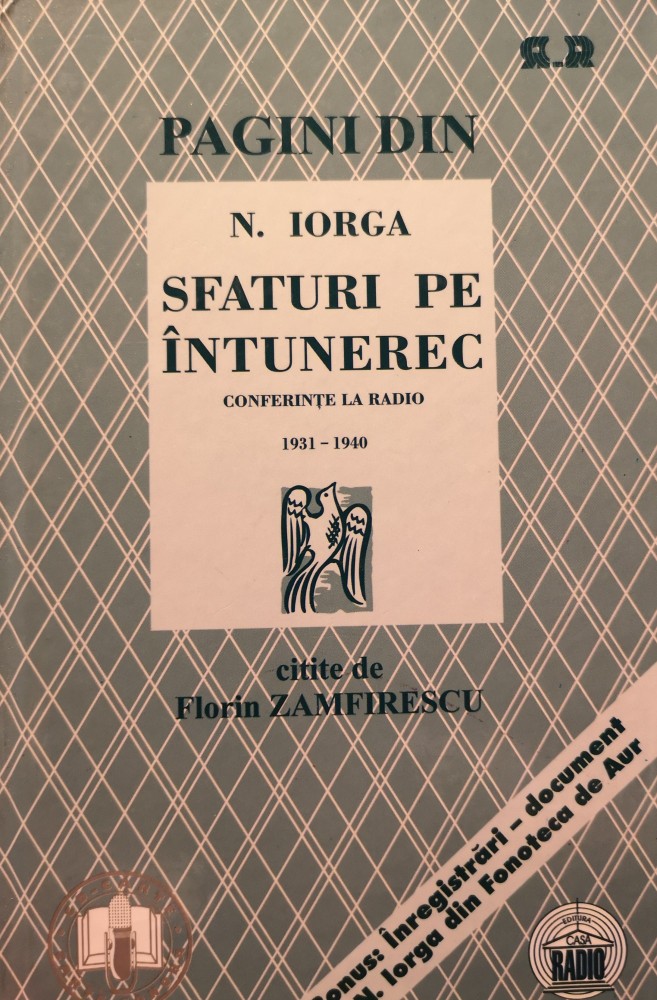 PAGINI DIN
N. IORGA
SFATURI PE
ÎNTUNEREC
CONFERINȚE LA RADIO
1931 – 1940
citite de
Florin ZAMFIRESCU
Bonus: Înregistrări – document
N. Iorga din Fonoteca de Aur
EDITURA
CASA
RADIO